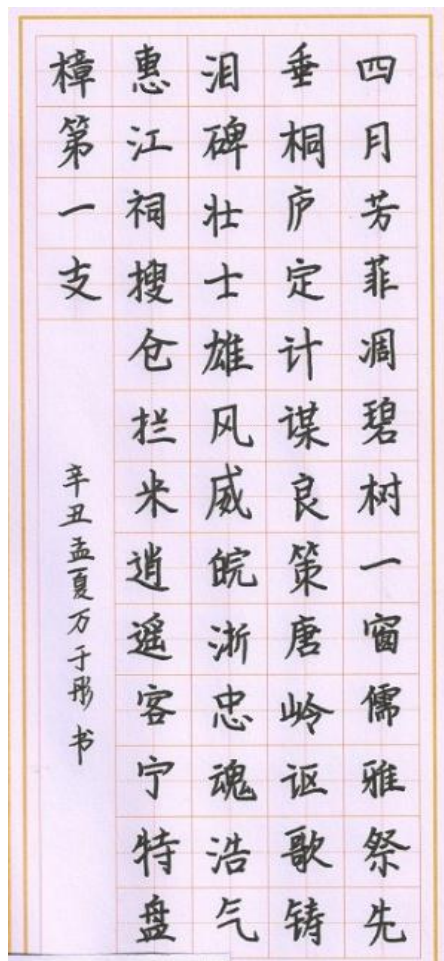 四月芳菲凋碧树一窗儒雅祭先
垂桐庐定计谋良策唐岭讴歌铸
泪碑壮士雄风威皖浙忠魂浩气
惠江祠搜仓拦米逍遥客宁特盘
樟第一支
辛丑孟夏万于彤书